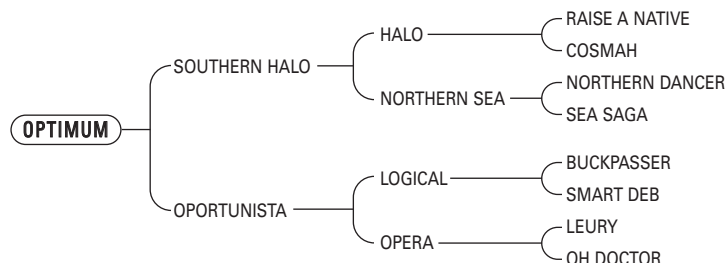 OPTIMUM
SOUTHERN HALO
HALO
RAISE A NATIVE
COSMAH
NORTHERN SEA
NORTHERN DANCER
SEA SAGA
OPORTUNISTA
LOGICAL
BUCKPASSER
SMART DEB
OPERA
LEURY
OH DOCTOR